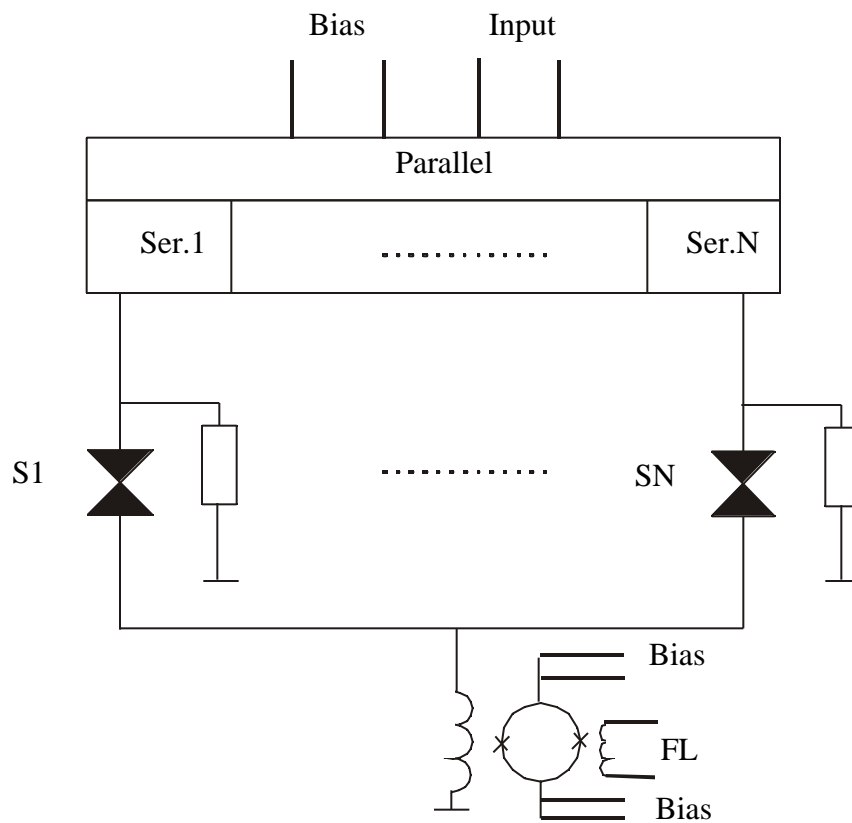 Bias Input
Parallel
Ser.1 Ser.N
S1 SN
Bias
FL
Bias